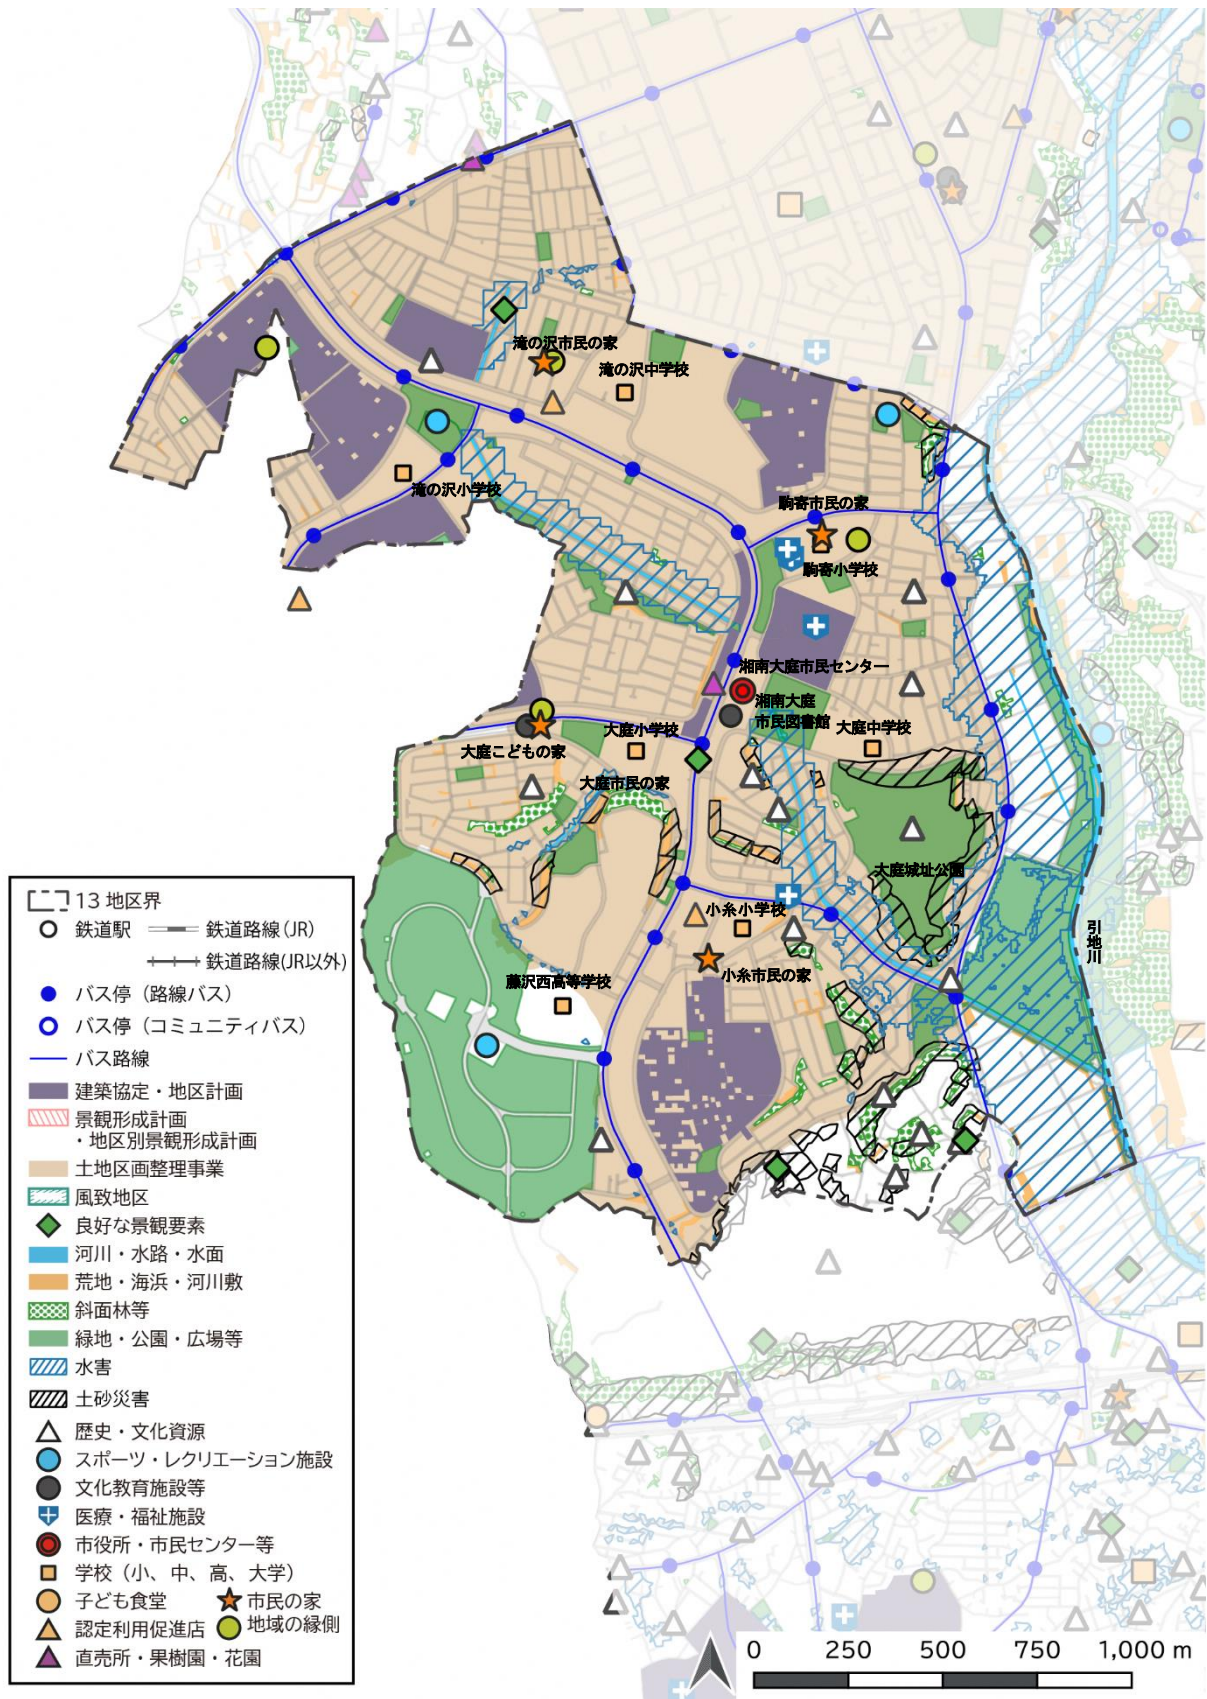 滝の沢市民の家
滝の沢中学校
滝の沢小学校
駒寄市民の家
駒寄小学校
湘南大庭市民センター
湘南大庭
市民図書館
大庭小学校
大庭中学校
大庭こどもの家
大庭市民の家
大庭城址公園
小糸小学校
引地川
小糸市民の家
藤沢西高等学校
13 地区界
鉄道駅 鉄道路線(JR)
鉄道路線(JR以外)
バス停（路線バス）
バス停（コミュニティバス）
バス路線
建築協定・地区計画
景観形成計画
・地区別景観形成計画
土地区画整理事業
風致地区
良好な景観要素
河川・水路・水面
荒地・海浜・河川敷
斜面林等
緑地・公園・広場等
水害
土砂災害
歴史・文化資源
スポーツ・レクリエーション施設
文化教育施設等
医療・福祉施設
市役所・市民センター等
学校（小、中、高、大学）
子ども食堂 市民の家
認定利用促進店 地域の縁側
直売所・果樹園・花園
0 250 500 750 1,000 m